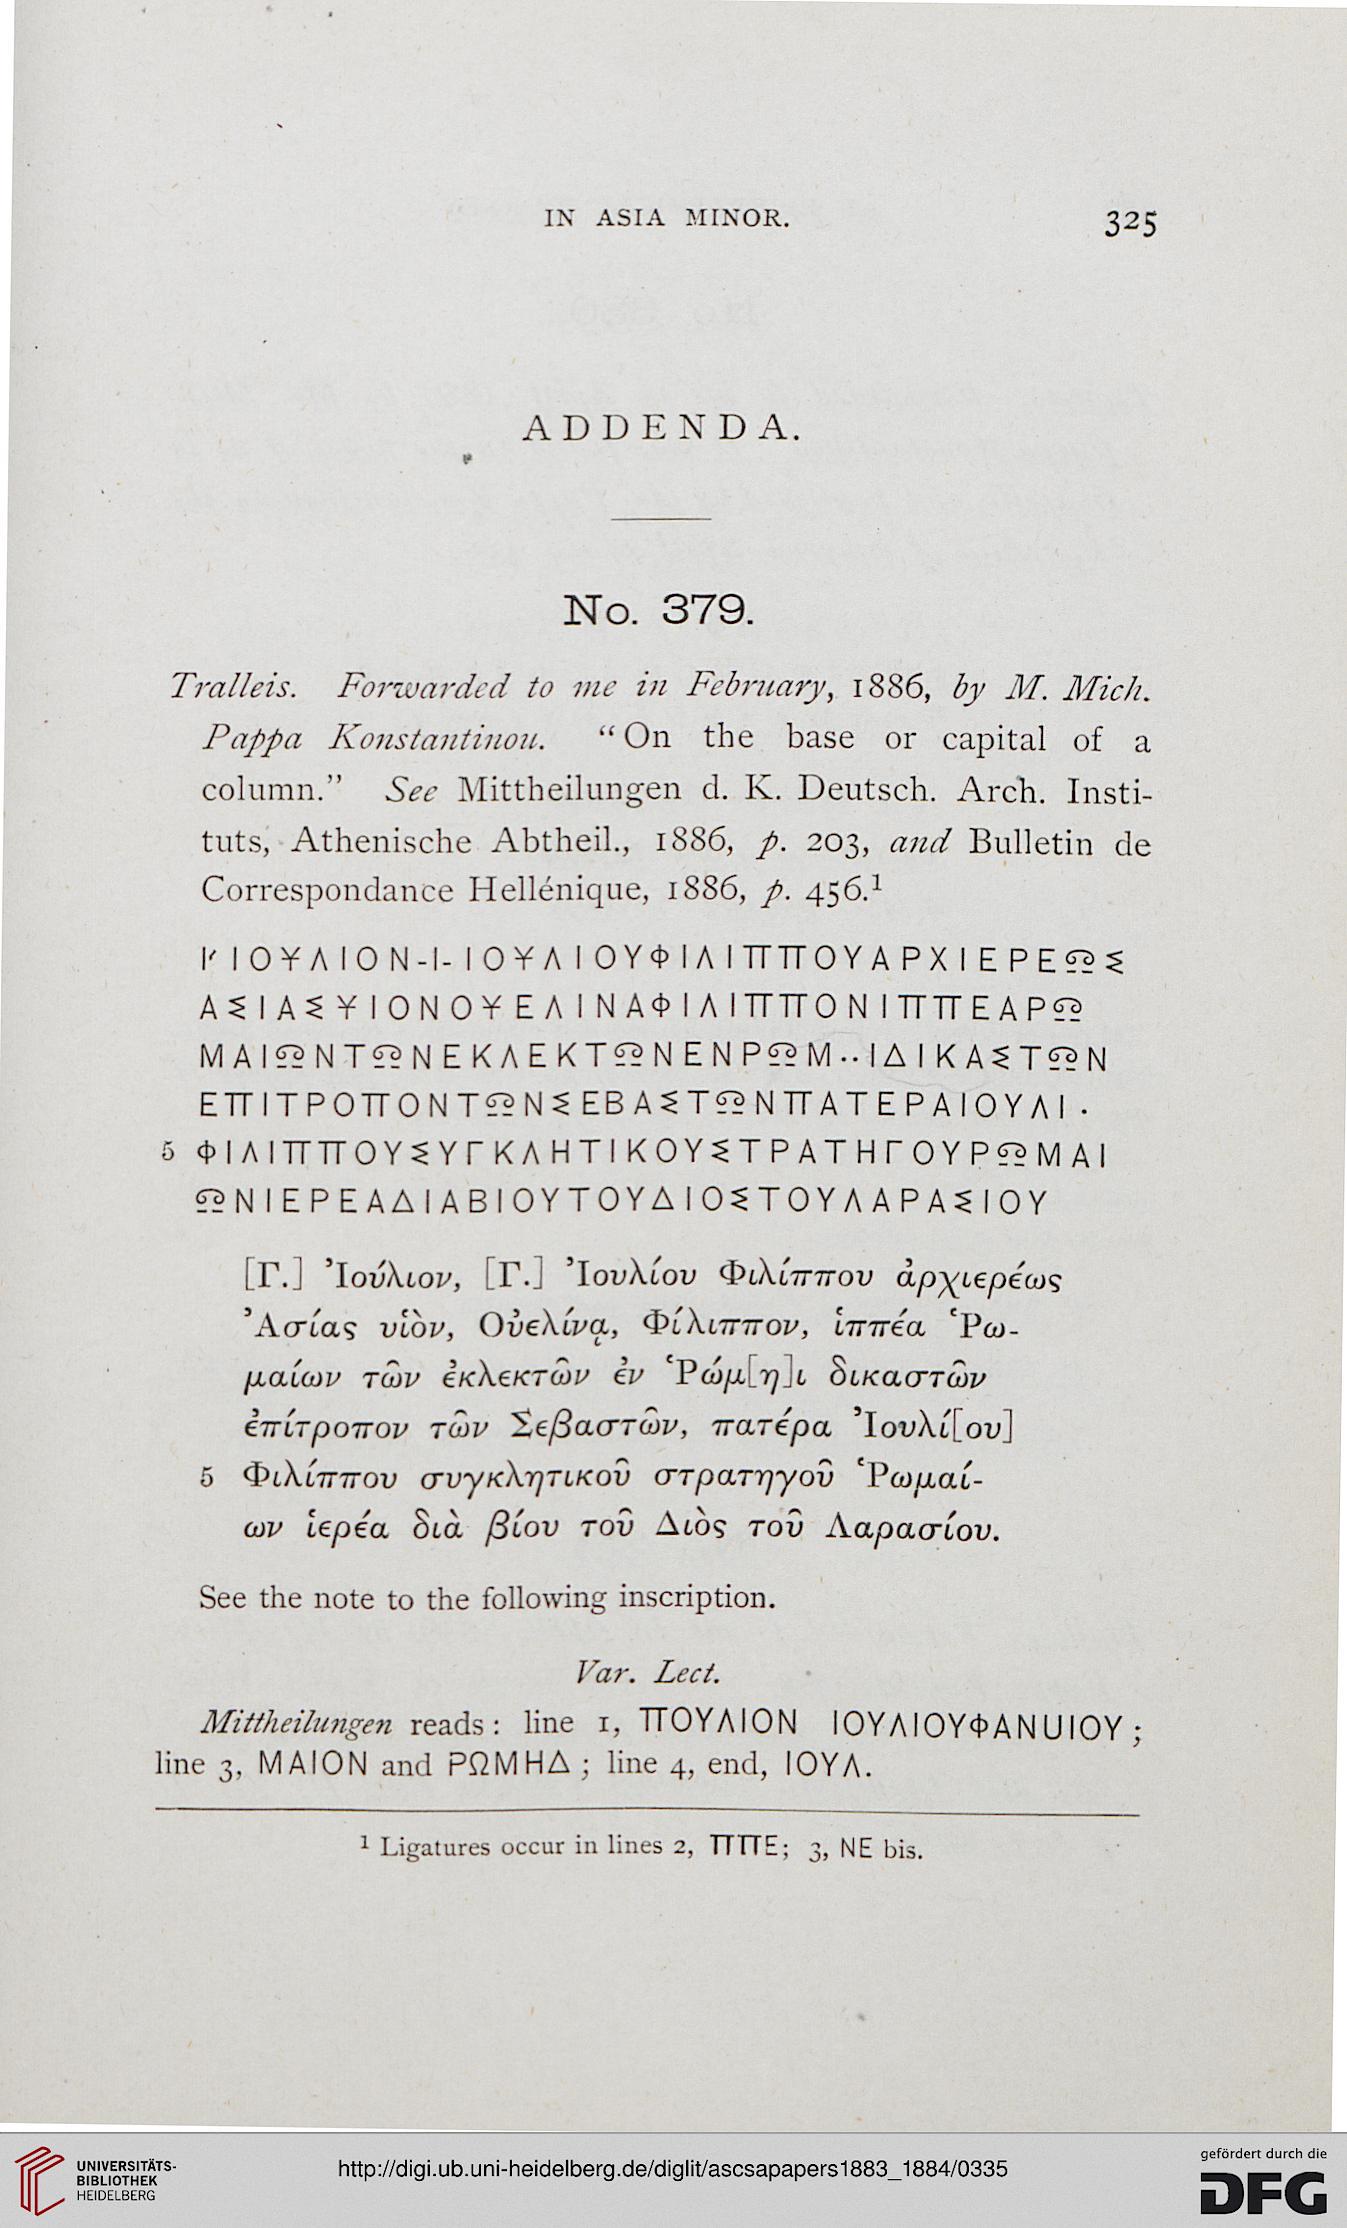 IN ASIA MINOR.
325
ADDENDA.
No. 379.
Tralleis. Forwarded to me in February, 1886, by M. Mich.
Pappa Konstantinou. “On the base or capital of a
column.” See Mittheilungen d. K. Deutsch. Arch. Insti-
tuts, Athenische Abtheil., 1886, p. 203, and Bulletin de
Correspondance Hellénique, 1886, p. 456.¹
ΙΟΥΛΙΟΝ-Ι-ΙΟΥΛΙΟΥΦΙΛΙΠΠΟΥΑΡΧΙΕΡΕΩΣ
ΑΣΙΑΣΥΙΟΝΟΥΕΛΙΝΑΦΙΛΙΠΠΟΝΙΠΠΕΑΡΩ
ΜΑΙΩΝΤΩΝΕΚΛΕΚΤΩΝΕΝΡΩΜ··ΙΔΙΚΑΣΤΩΝ
ΕΠΙΤΡΟΠΟΝΤΩΝΣΕΒΑΣΤΩΝΠΑΤΕΡΑΙΟΥΛΙ·
5 ΦΙΛΙΠΠΟΥΣΥΓΚΛΗΤΙΚΟΥΣΤΡΑΤΗΓΟΥΡΩΜΑΙ
ΩΝΙΕΡΕΑΔΙΑΒΙΟΥΤΟΥΔΙΟΣΤΟΥΛΑΡΑΣΙΟΥ
[Γ.] Ἰούλιον, [Γ.] Ἰουλίου Φιλίππου ἀρχιερέως
Ἀσίας υἱὸν, Οὐελίνᾳ, Φίλιππον, ἱππέα Ῥω-
μαίων τῶν ἐκλεκτῶν ἐν Ῥώμ[η]ι δικαστῶν
ἐπίτροπον τῶν Σεβαστῶν, πατέρα Ἰουλί[ου]
5 Φιλίππου συγκλητικοῦ στρατηγοῦ Ῥωμαί-
ων ἱερέα διὰ βίου τοῦ Διὸς τοῦ Λαρασίου.
See the note to the following inscription.
Var. Lect.
Mittheilungen reads: line 1, ΠΟΥΛΙΟΝ ΙΟΥΛΙΟΥΦΑΝUΙΟΥ;
line 3, ΜΑΙΟΝ and ΡΩΜΗΔ; line 4, end, ΙΟΥΛ.
¹ Ligatures occur in lines 2, ΠΠΕ; 3, ΝΕ bis.
UNIVERSITÄTS-
BIBLIOTHEK
HEIDELBERG
http://digi.ub.uni-heidelberg.de/diglit/ascsapapers1883_1884/0335
gefördert durch die
DFG